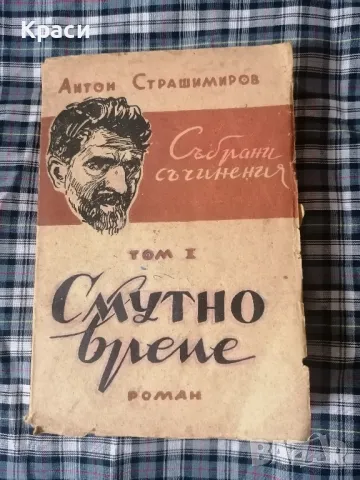 Краси
Антон Страшимиров
Събрани
съчинения
том I
Смутно
време
роман